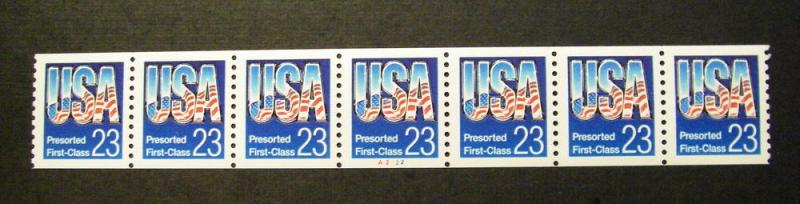 USA USA USA USA USA USA USA
Presorted Presorted Presorted Presorted Presorted Presorted Presorted
First-Class 23 First-Class 23 First-Class 23 First-Class 23 First-Class 23 First-Class 23 First-Class 23